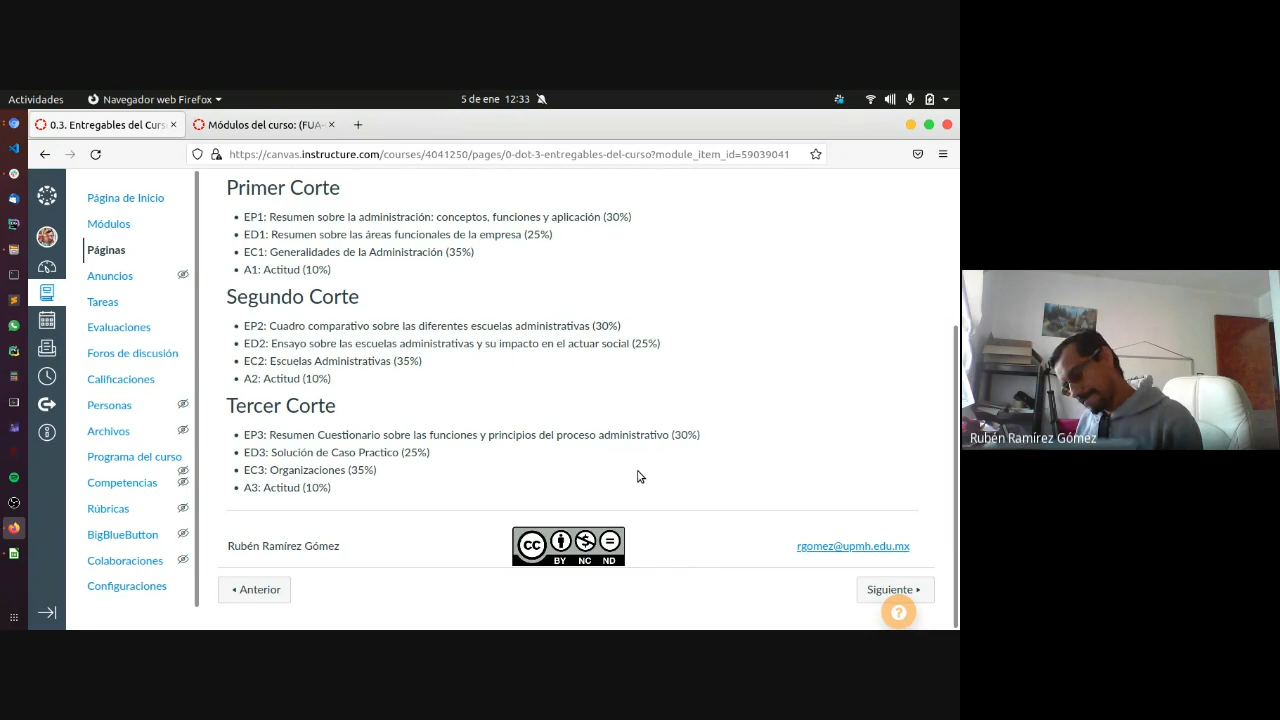 Actividades
Navegador web Firefox
5 de ene 12:33
0.3. Entregables del Curs
Módulos del curso: (FUA-
https://canvas.instructure.com/courses/4041250/pages/0-dot-3-entregables-del-curso?module_item_id=59039041
Página de Inicio
Módulos
Páginas
Anuncios
Tareas
Evaluaciones
Foros de discusión
Calificaciones
Personas
Archivos
Programa del curso
Competencias
Rúbricas
BigBlueButton
Colaboraciones
Configuraciones
Primer Corte
• EP1: Resumen sobre la administración: conceptos, funciones y aplicación (30%)
• ED1: Resumen sobre las áreas funcionales de la empresa (25%)
• EC1: Generalidades de la Administración (35%)
• A1: Actitud (10%)
Segundo Corte
• EP2: Cuadro comparativo sobre las diferentes escuelas administrativas (30%)
• ED2: Ensayo sobre las escuelas administrativas y su impacto en el actuar social (25%)
• EC2: Escuelas Administrativas (35%)
• A2: Actitud (10%)
Tercer Corte
• EP3: Resumen Cuestionario sobre las funciones y principios del proceso administrativo (30%)
• ED3: Solución de Caso Practico (25%)
• EC3: Organizaciones (35%)
• A3: Actitud (10%)
Rubén Ramírez Gómez
CC
BY NC ND
rgomez@upmh.edu.mx
Anterior
Siguiente
?
Rubén Ramírez Gómez